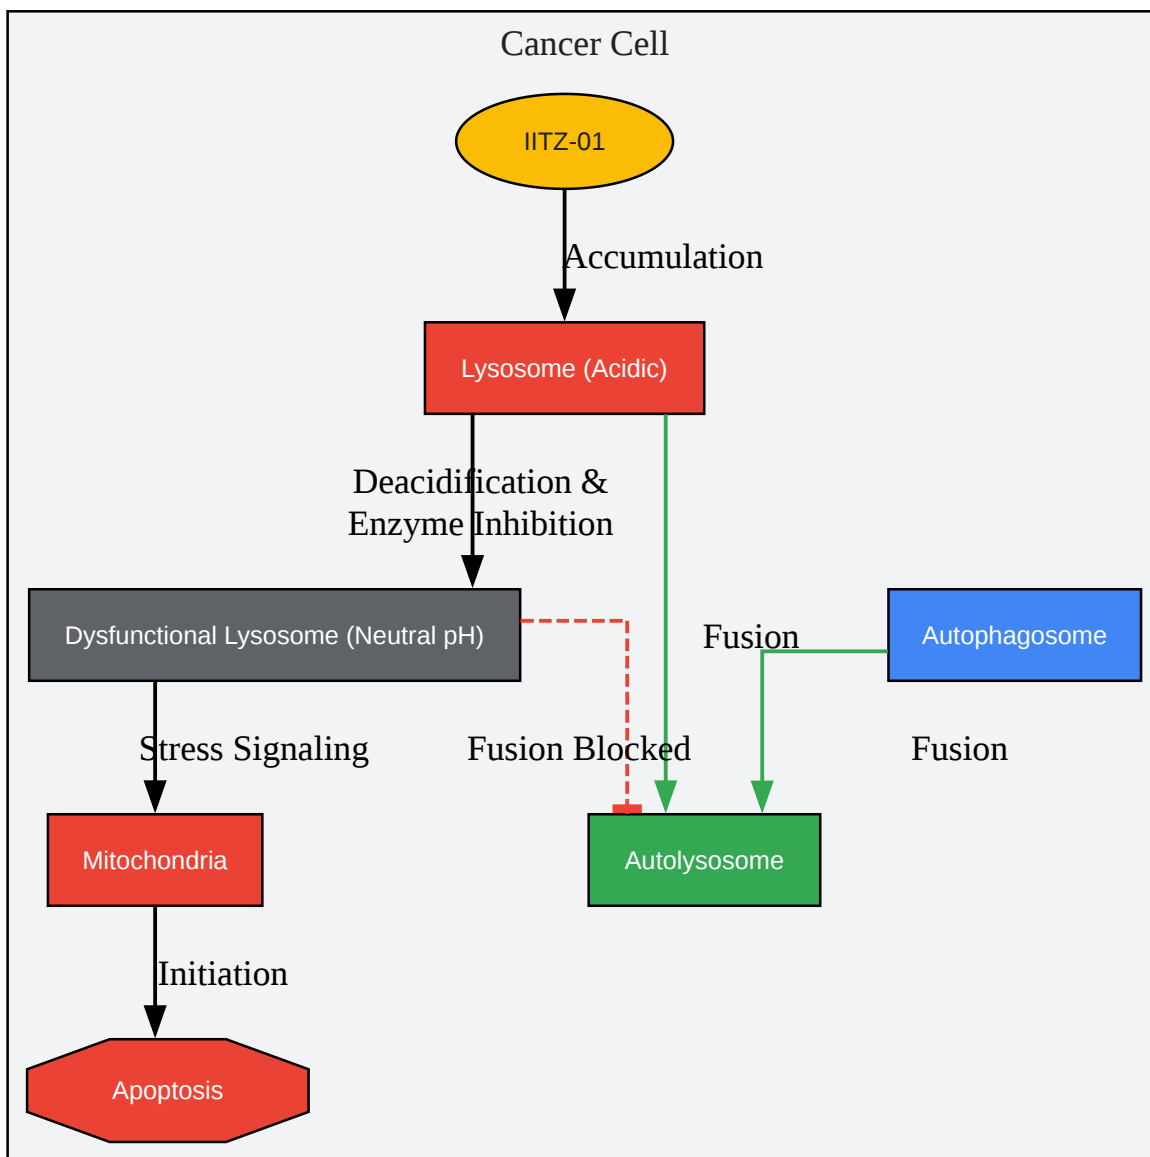 Cancer Cell
IITZ-01
Accumulation
Lysosome (Acidic)
Deacidification &
Enzyme Inhibition
Dysfunctional Lysosome (Neutral pH)
Fusion
Autophagosome
Stress Signaling
Fusion Blocked
Fusion
Mitochondria
Autolysosome
Initiation
Apoptosis